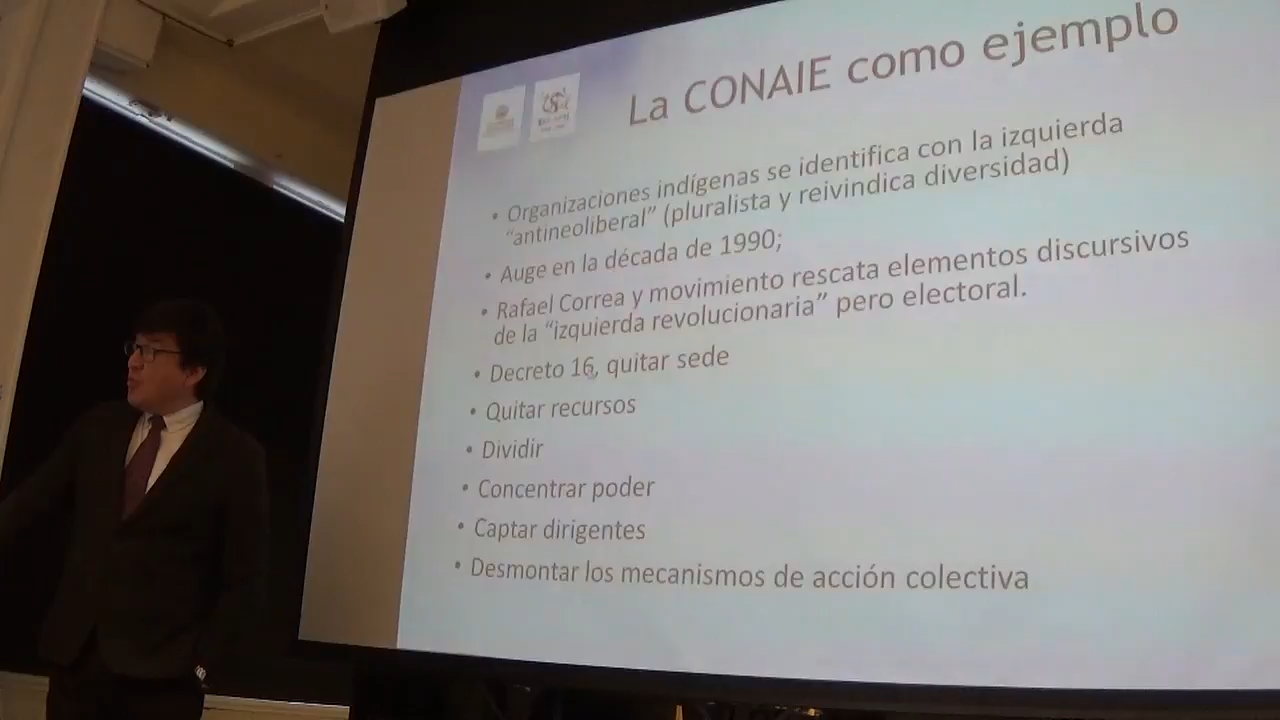 La CONAIE como ejemplo
• Organizaciones indígenas se identifica con la izquierda
“antineoliberal” (pluralista y reivindica diversidad)
• Auge en la década de 1990;
• Rafael Correa y movimiento rescata elementos discursivos
de la “izquierda revolucionaria” pero electoral.
• Decreto 16, quitar sede
• Quitar recursos
• Dividir
• Concentrar poder
• Captar dirigentes
• Desmontar los mecanismos de acción colectiva